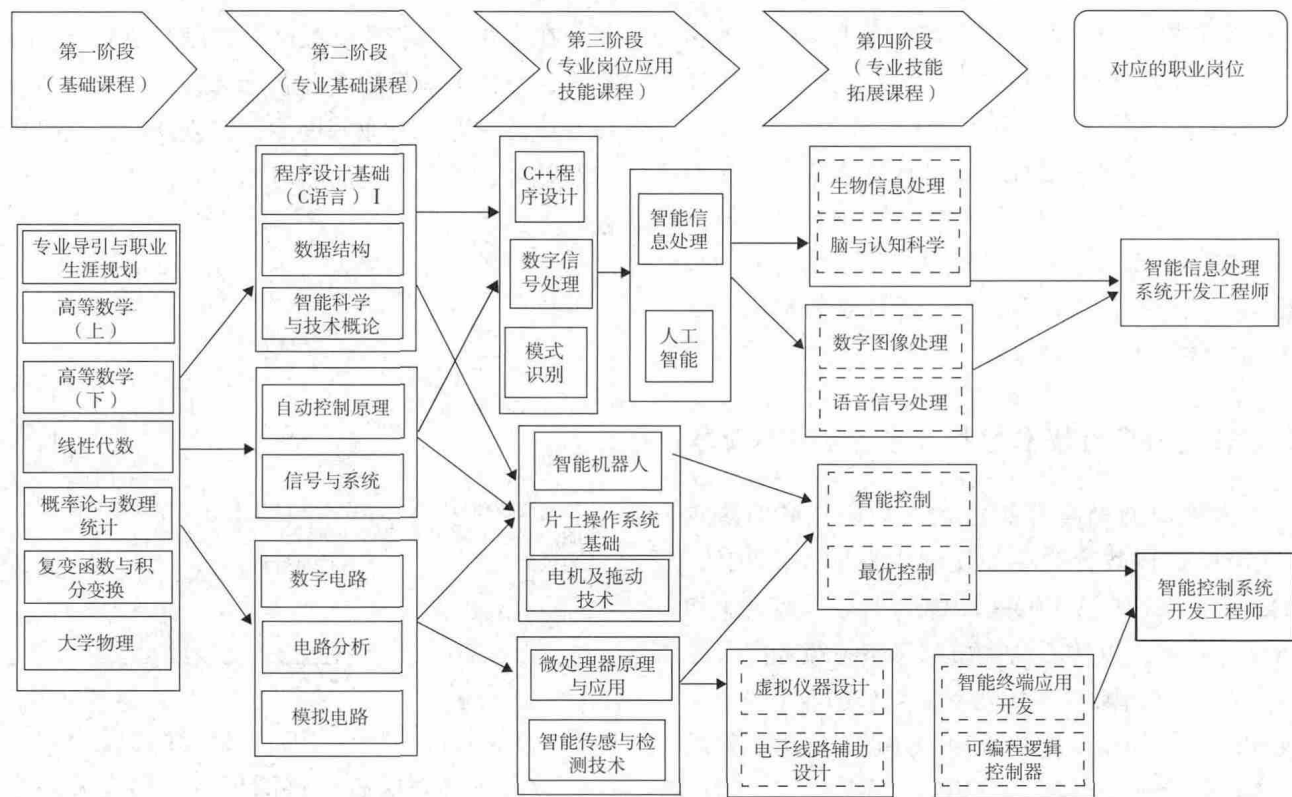 第一阶段
（基础课程）
第二阶段
（专业基础课程）
第三阶段
（专业岗位应用
技能课程）
第四阶段
（专业技能
拓展课程）
对应的职业岗位
专业导引与职业
生涯规划
高等数学
（上）
高等数学
（下）
线性代数
概率论与数理
统计
复变函数与积
分变换
大学物理
程序设计基础
（C语言）Ⅰ
数据结构
智能科学
与技术概论
自动控制原理
信号与系统
数字电路
电路分析
模拟电路
C++程
序设计
数字信
号处理
模式
识别
智能信
息处理
人工
智能
智能机器人
片上操作系统
基础
电机及拖动
技术
微处理器原理
与应用
智能传感与检
测技术
生物信息处理
脑与认知科学
数字图像处理
语音信号处理
智能控制
最优控制
虚拟仪器设计
电子线路辅助
设计
智能终端应用
开发
可编程逻辑
控制器
智能信息处理
系统开发工程师
智能控制系统
开发工程师